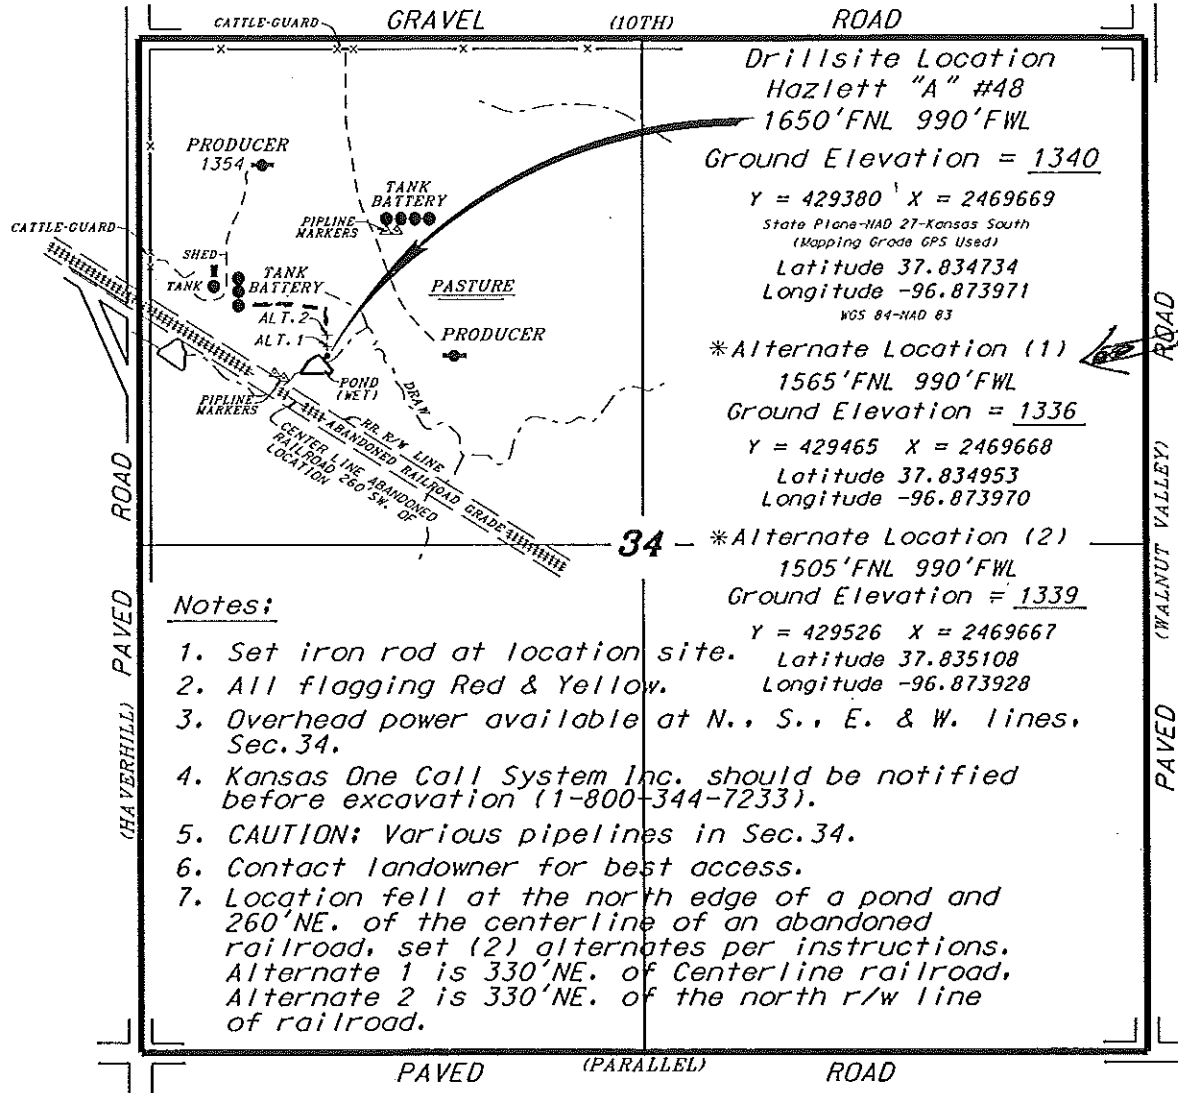 GRAVEL (10TH) ROAD
CATTLE-GUARD
Drillsite Location
Hazlett "A" #48
1650'FNL 990'FWL
Ground Elevation = 1340
Y = 429380 X = 2469669
State Plane-NAD 27-Kansas South
(Mapping Grade GPS Used)
Latitude 37.834734
Longitude -96.873971
WGS 84-NAD 83
*Alternate Location (1)
1565'FNL 990'FWL
Ground Elevation = 1336
Y = 429465 X = 2469668
Latitude 37.834953
Longitude -96.873970
*Alternate Location (2)
1505'FNL 990'FWL
Ground Elevation = 1339
Y = 429526 X = 2469667
Latitude 37.835108
Longitude -96.873928
PRODUCER
1354
TANK
BATTERY
PIPLINE
MARKERS
CATTLE-GUARD
SHED
TANK
TANK
BATTERY
ALT.2
ALT.1
PASTURE
PRODUCER
POND
(WET)
DRAW
PIPLINE
MARKERS
RR. R/W LINE
ABANDONED RAILROAD GRADE
CENTER LINE ABANDONED
RAILROAD 260'SW. OF
LOCATION
34
Notes:
1. Set iron rod at location site.
2. All flagging Red & Yellow.
3. Overhead power available at N., S., E. & W. lines,
Sec.34.
4. Kansas One Call System Inc. should be notified
before excavation (1-800-344-7233).
5. CAUTION: Various pipelines in Sec.34.
6. Contact landowner for best access.
7. Location fell at the north edge of a pond and
260'NE. of the centerline of an abandoned
railroad, set (2) alternates per instructions.
Alternate 1 is 330'NE. of Centerline railroad,
Alternate 2 is 330'NE. of the north r/w line
of railroad.
(HAVERHILL) PAVED ROAD
PAVED (WALNUT VALLEY) ROAD
PAVED (PARALLEL) ROAD